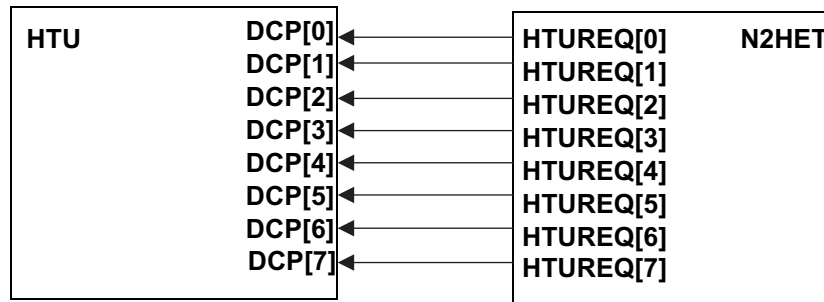 HTU DCP[0] HTUREQ[0] N2HET
DCP[1] HTUREQ[1]
DCP[2] HTUREQ[2]
DCP[3] HTUREQ[3]
DCP[4] HTUREQ[4]
DCP[5] HTUREQ[5]
DCP[6] HTUREQ[6]
DCP[7] HTUREQ[7]